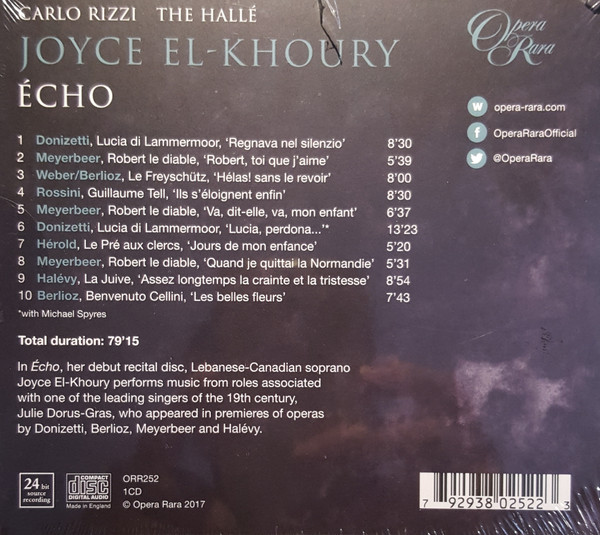 CARLO RIZZI THE HALLÉ
JOYCE EL-KHOURY
ÉCHO
Opera
Rara
w opera-rara.com
f OperaRaraOfficial
@OperaRara
1 Donizetti, Lucia di Lammermoor, ‘Regnava nel silenzio’ 8’30
2 Meyerbeer, Robert le diable, ‘Robert, toi que j’aime’ 5’39
3 Weber/Berlioz, Le Freyschütz, ‘Hélas! sans le revoir’ 8’00
4 Rossini, Guillaume Tell, ‘Ils s’éloignent enfin’ 8’30
5 Meyerbeer, Robert le diable, ‘Va, dit-elle, va, mon enfant’ 6’37
6 Donizetti, Lucia di Lammermoor, ‘Lucia, perdona...’* 13’23
7 Hérold, Le Pré aux clercs, ‘Jours de mon enfance’ 5’20
8 Meyerbeer, Robert le diable, ‘Quand je quittai la Normandie’ 5’31
9 Halévy, La Juive, ‘Assez longtemps la crainte et la tristesse’ 8’54
10 Berlioz, Benvenuto Cellini, ‘Les belles fleurs’ 7’43
*with Michael Spyres
Total duration: 79’15
In Écho, her debut recital disc, Lebanese-Canadian soprano
Joyce El-Khoury performs music from roles associated
with one of the leading singers of the 19th century,
Julie Dorus-Gras, who appeared in premieres of operas
by Donizetti, Berlioz, Meyerbeer and Halévy.
24 bit
source
recording
COMPACT
disc
DIGITAL AUDIO
Made in England
ORR252
1CD
© Opera Rara 2017
7 92938 02522 3